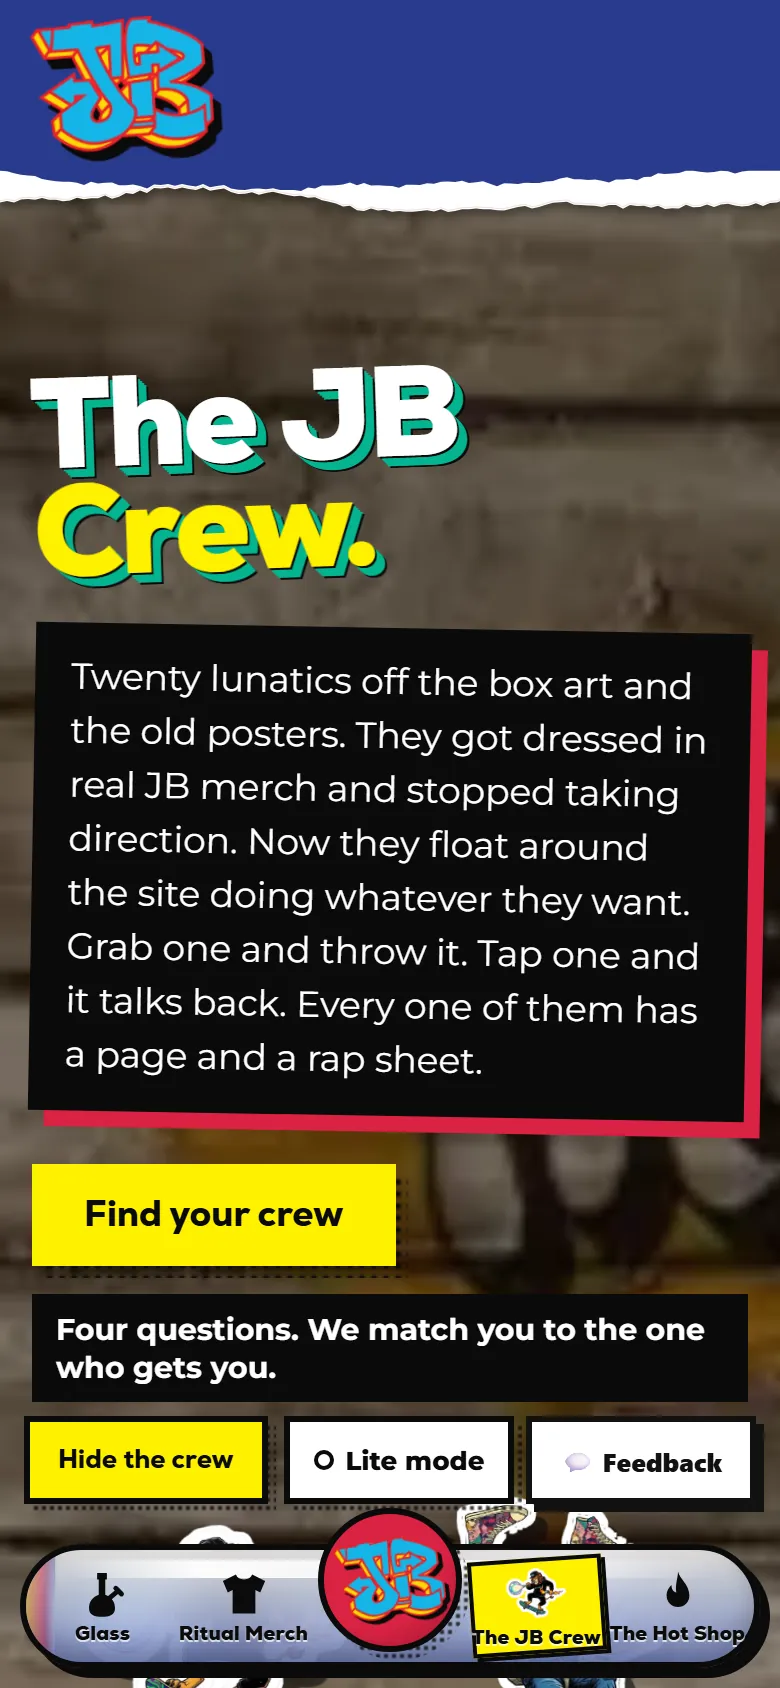 JB
The JB
Crew.
Twenty lunatics off the box art and
the old posters. They got dressed in
real JB merch and stopped taking
direction. Now they float around
the site doing whatever they want.
Grab one and throw it. Tap one and
it talks back. Every one of them has
a page and a rap sheet.
Find your crew
Four questions. We match you to the one
who gets you.
Hide the crew
Lite mode
Feedback
Glass
Ritual Merch
JB
The JB Crew
The Hot Shop